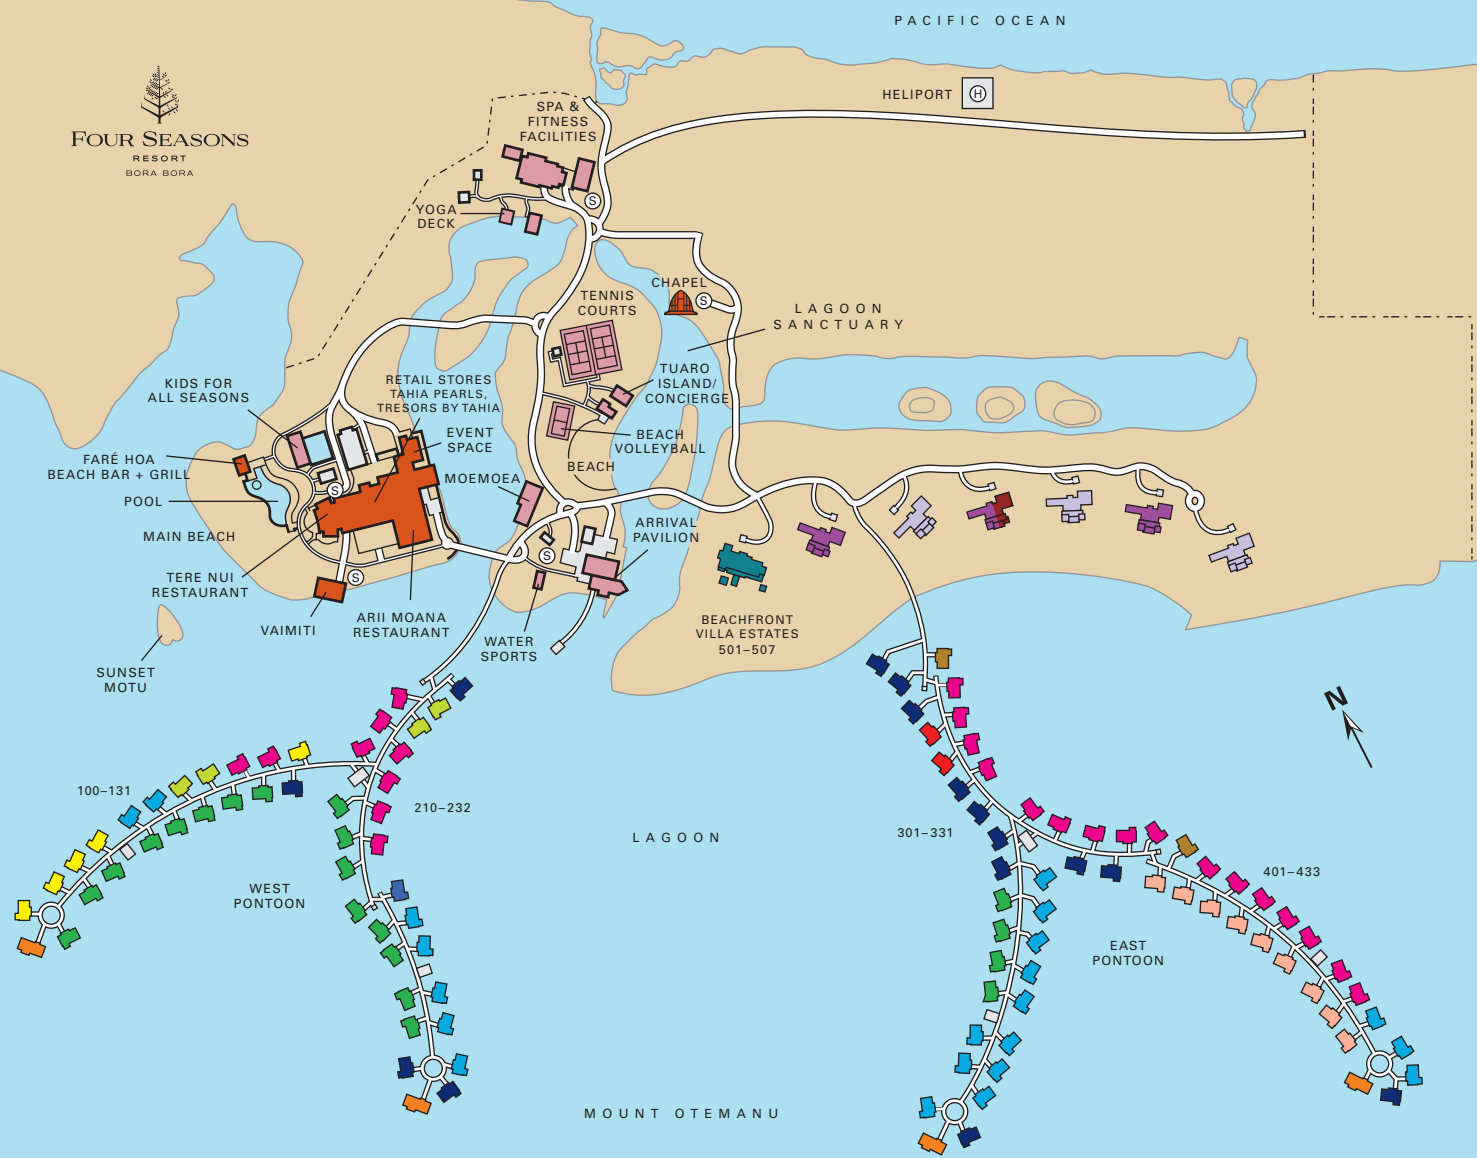 PACIFIC OCEAN
HELIPORT
H
FOUR SEASONS
RESORT
BORA BORA
SPA &
FITNESS
FACILITIES
S
YOGA
DECK
CHAPEL
S
TENNIS
COURTS
LAGOON
SANCTUARY
TUARO
ISLAND/
CONCIERGE
KIDS FOR
ALL SEASONS
RETAIL STORES
TAHIA PEARLS,
TRESORS BY TAHIA
EVENT
SPACE
BEACH
VOLLEYBALL
BEACH
FARÉ HOA
BEACH BAR + GRILL
MOEMOEA
POOL
S
MAIN BEACH
ARRIVAL
PAVILION
S
TERE NUI
RESTAURANT
S
VAIMITI
ARII MOANA
RESTAURANT
WATER
SPORTS
BEACHFRONT
VILLA ESTATES
501–507
SUNSET
MOTU
N
100–131
210–232
LAGOON
301–331
401–433
WEST
PONTOON
EAST
PONTOON
MOUNT OTEMANU